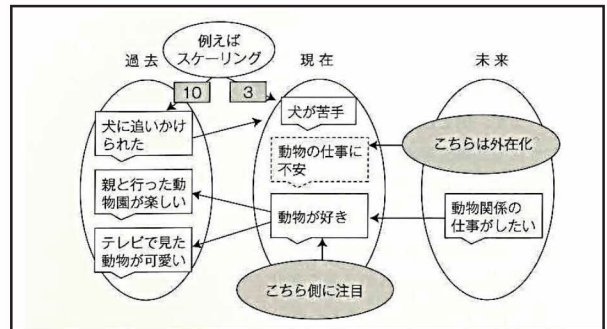 例えば
スケーリング
過去
現在
未来
10
3
犬に追いかけ
られた
犬が苦手
動物の仕事に
不安
こちらは外在化
親と行った動
物園が楽しい
動物が好き
動物関係の
仕事がしたい
テレビで見た
動物が可愛い
こちら側に注目